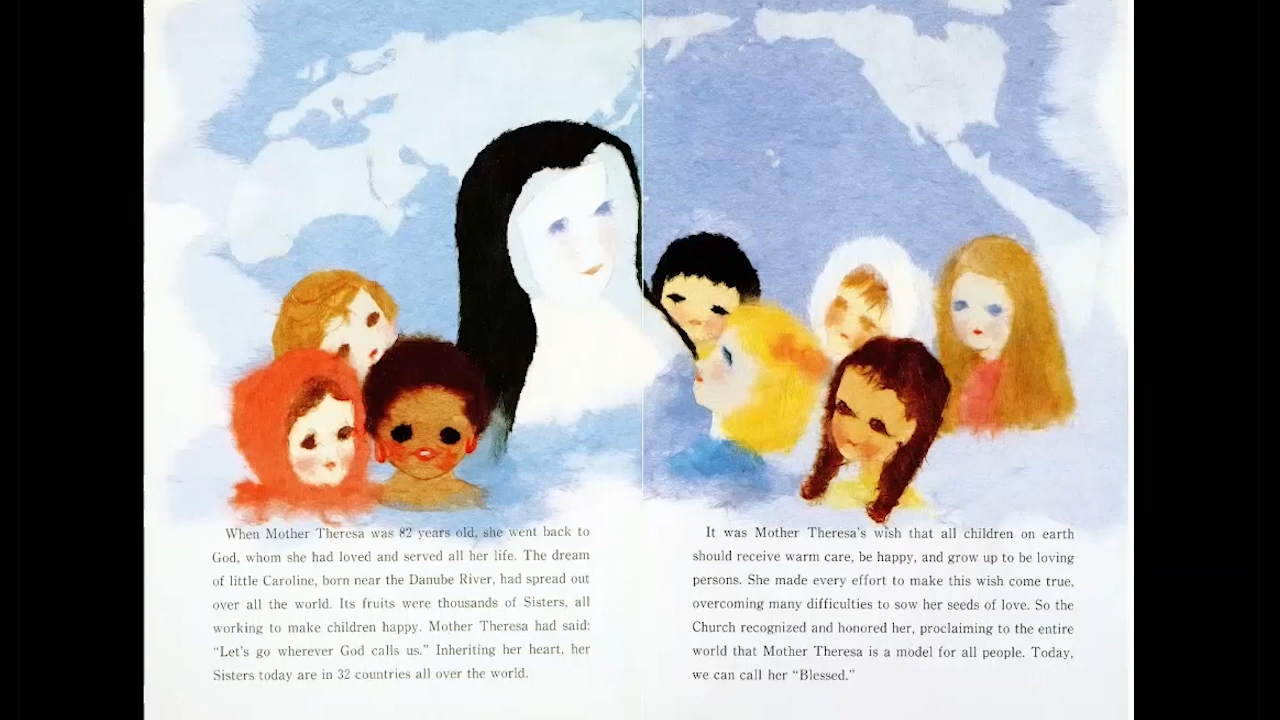 When Mother Theresa was 82 years old, she went back to
God, whom she had loved and served all her life. The dream
of little Caroline, born near the Danube River, had spread out
over all the world. Its fruits were thousands of Sisters, all
working to make children happy. Mother Theresa had said:
“Let’s go wherever God calls us.” Inheriting her heart, her
Sisters today are in 32 countries all over the world.
It was Mother Theresa’s wish that all children on earth
should receive warm care, be happy, and grow up to be loving
persons. She made every effort to make this wish come true,
overcoming many difficulties to sow her seeds of love. So the
Church recognized and honored her, proclaiming to the entire
world that Mother Theresa is a model for all people. Today,
we can call her “Blessed.”